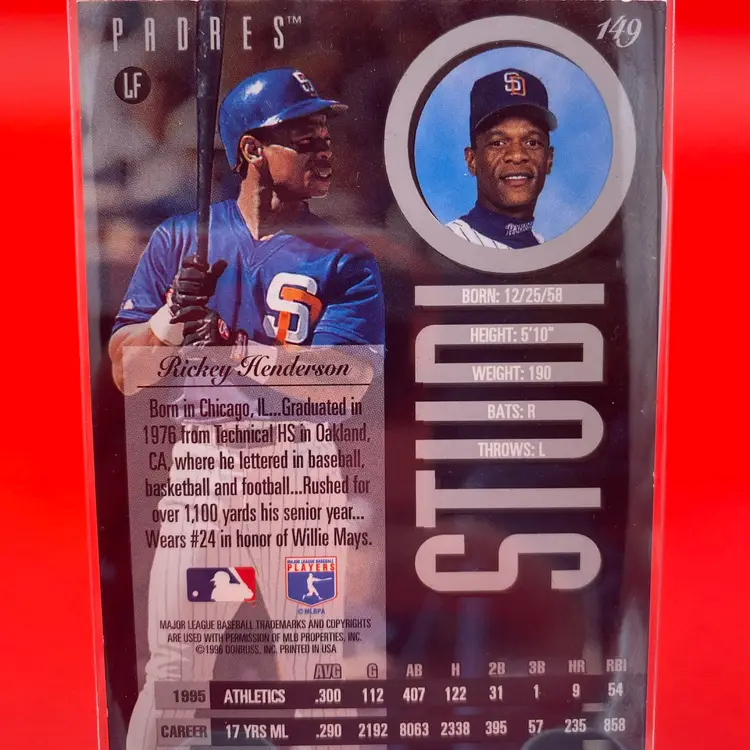 PADRES™
149
LF
BORN: 12/25/58
HEIGHT: 5'10"
WEIGHT: 190
BATS: R
THROWS: L
STUDIO
Rickey Henderson
Born in Chicago, IL...Graduated in
1976 from Technical HS in Oakland,
CA, where he lettered in baseball,
basketball and football...Rushed for
over 1,100 yards his senior year...
Wears #24 in honor of Willie Mays.
MAJOR LEAGUE BASEBALL
PLAYERS
© MLBPA
MAJOR LEAGUE BASEBALL TRADEMARKS AND COPYRIGHTS
ARE USED WITH PERMISSION OF MLB PROPERTIES, INC.
©1996 DONRUSS, INC. PRINTED IN USA
AVG G AB H 2B 3B HR RBI
1995 ATHLETICS .300 112 407 122 31 1 9 54
CAREER 17 YRS ML .290 2192 8063 2338 395 57 235 858